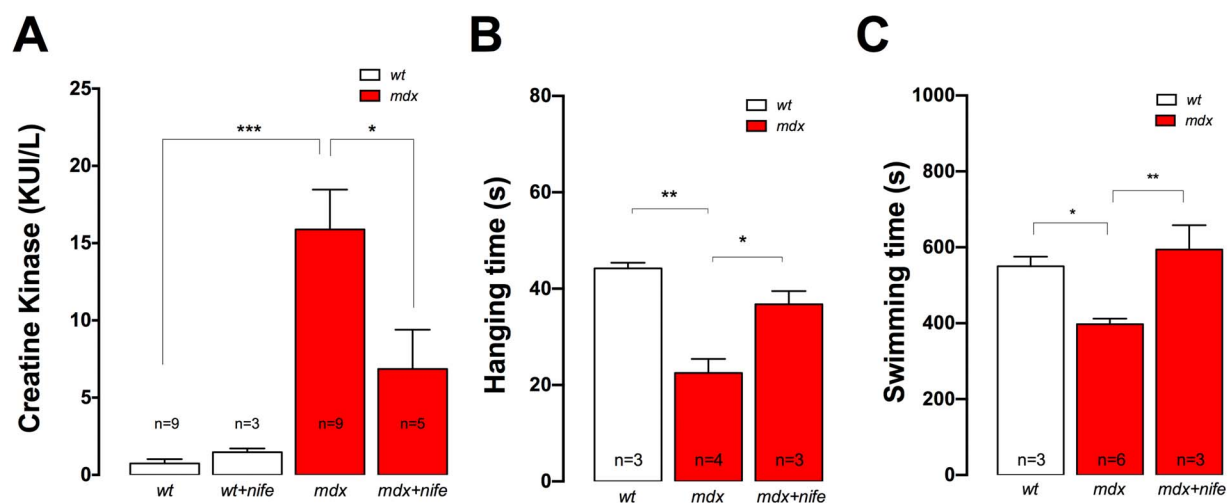 A
Creatine Kinase (KUI/L)
25
20
15
10
5
0
wt
mdx
***
*
n=9
n=3
n=9
n=5
wt
wt+nife
mdx
mdx+nife
B
Hanging time (s)
80
60
40
20
0
wt
mdx
**
*
n=3
n=4
n=3
wt
mdx
mdx+nife
C
Swimming time (s)
1000
800
600
400
200
0
wt
mdx
*
**
n=3
n=6
n=3
wt
mdx
mdx+nife